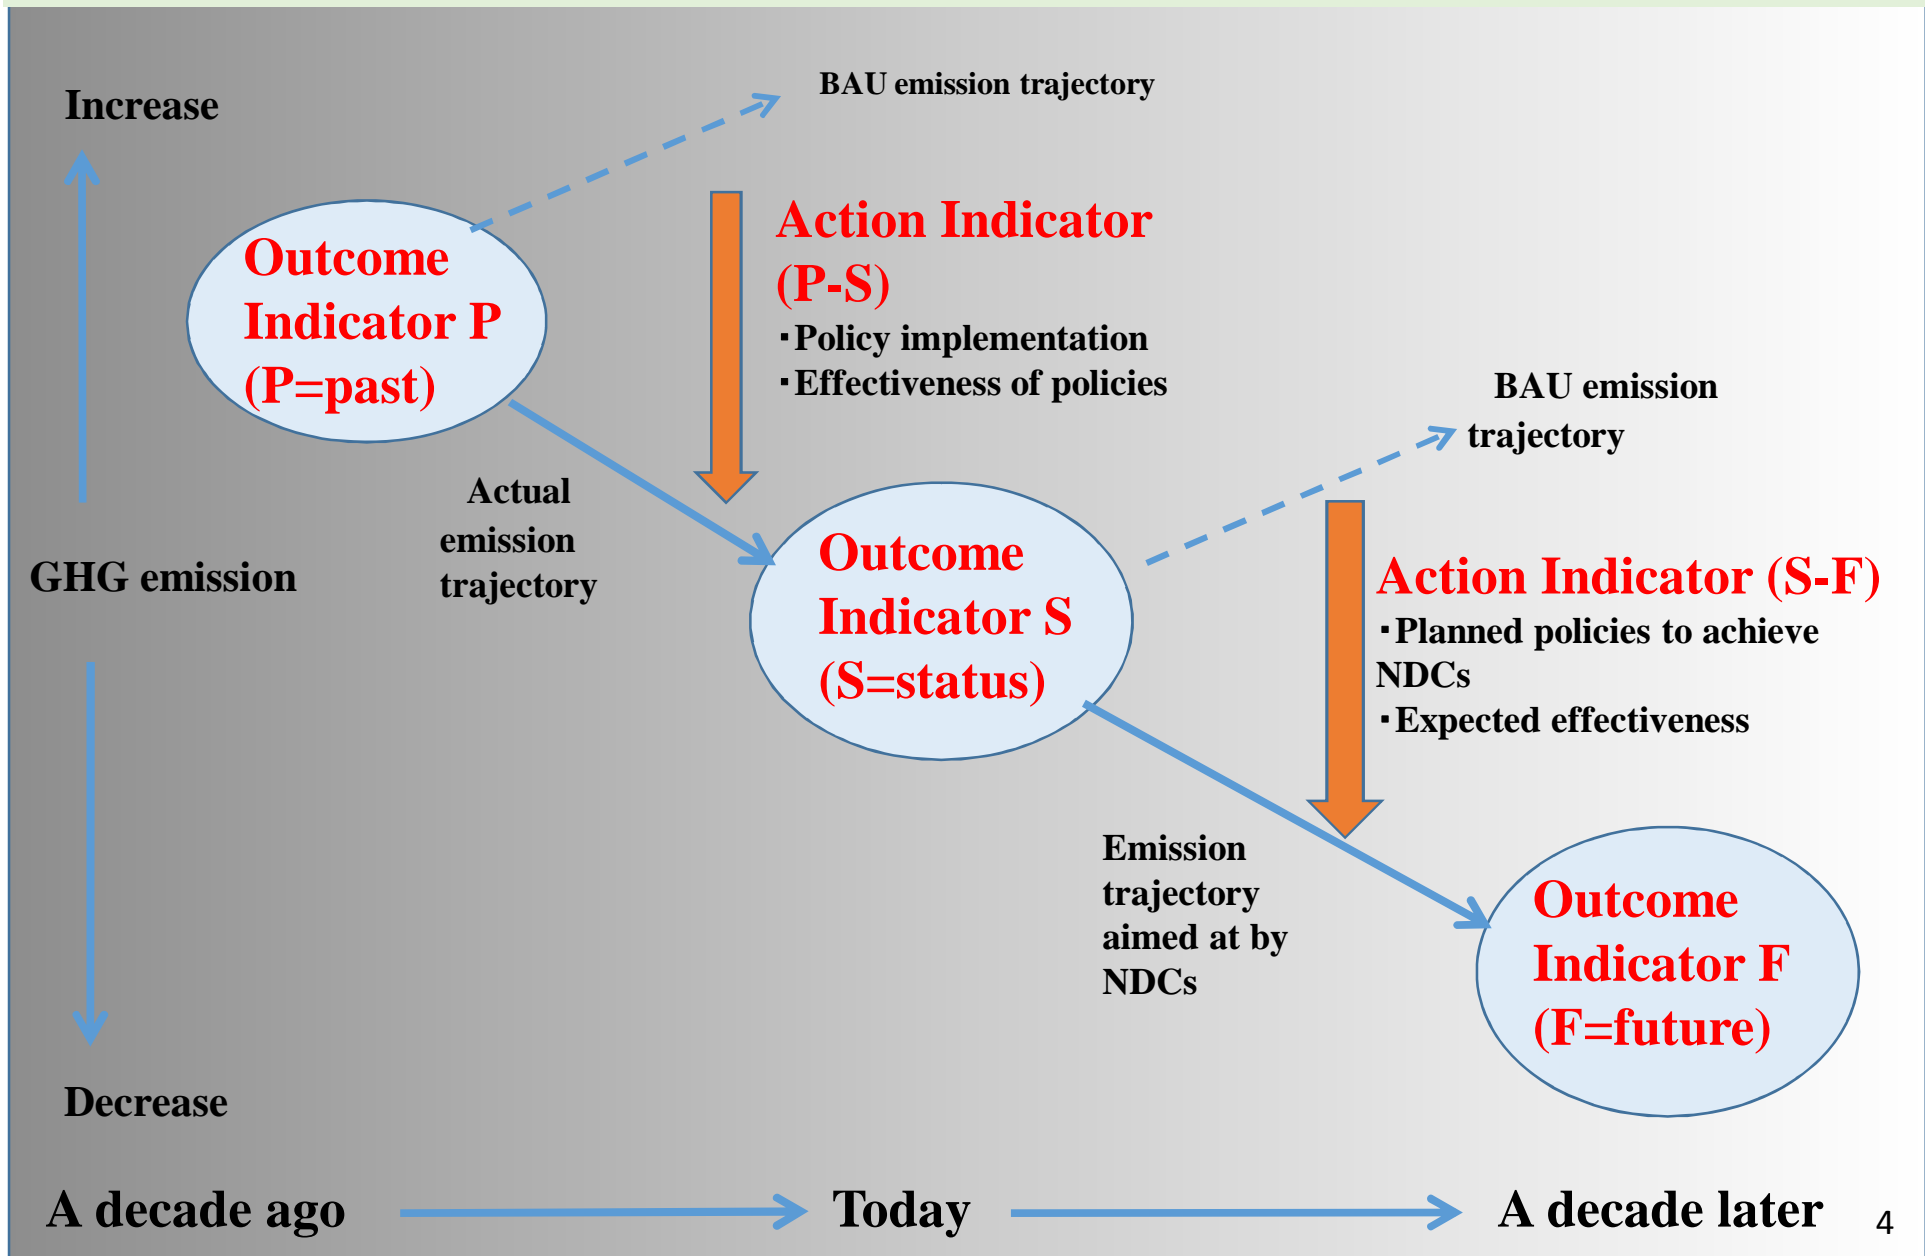 BAU emission trajectory
Increase
Action Indicator
(P-S)
・Policy implementation
・Effectiveness of policies
Outcome
Indicator P
(P=past)
BAU emission
trajectory
Actual
emission
trajectory
GHG emission
Outcome
Indicator S
(S=status)
Action Indicator (S-F)
・Planned policies to achieve
NDCs
・Expected effectiveness
Emission
trajectory
aimed at by
NDCs
Outcome
Indicator F
(F=future)
Decrease
A decade ago
Today
A decade later
4